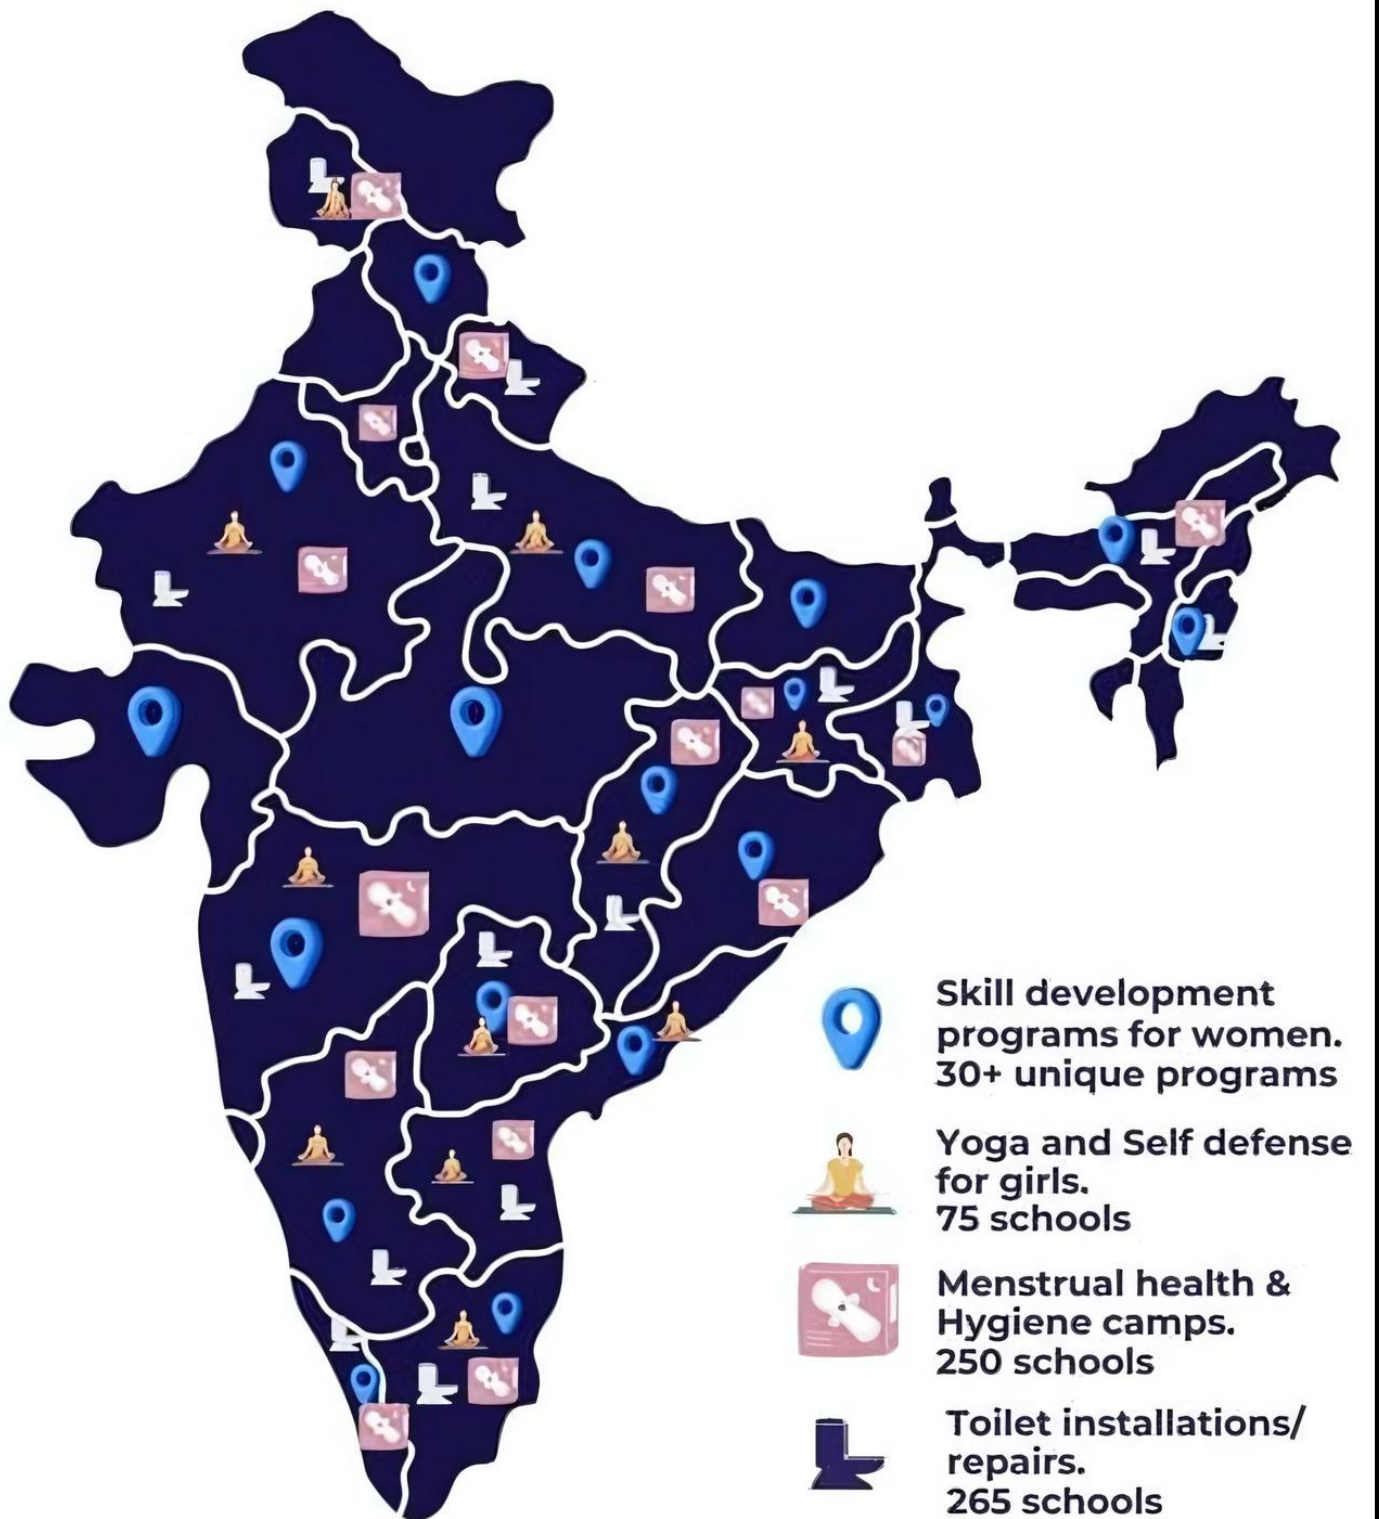 Skill development
programs for women.
30+ unique programs
Yoga and Self defense
for girls.
75 schools
Menstrual health &
Hygiene camps.
250 schools
Toilet installations/
repairs.
265 schools